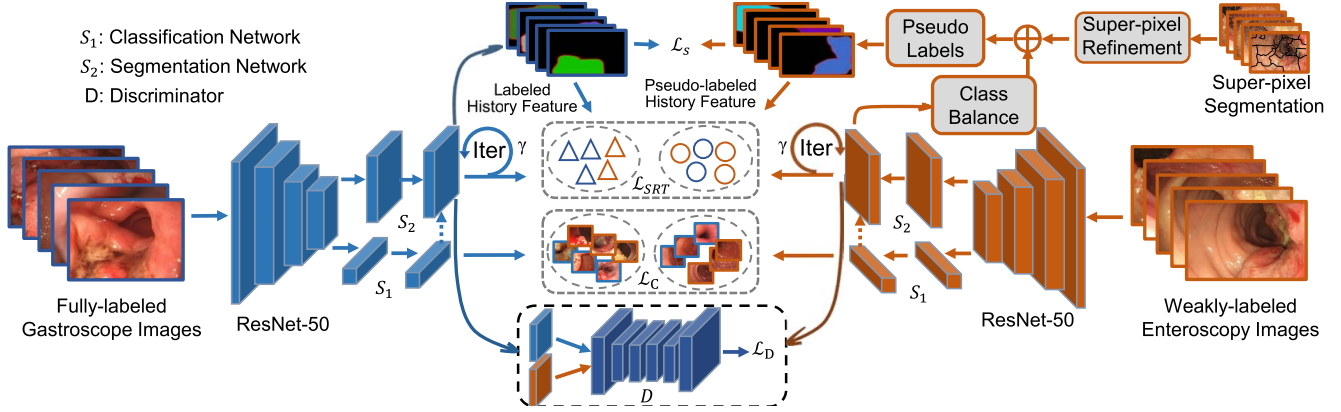 S₁: Classification Network
S₂: Segmentation Network
D: Discriminator
ℒₛ
Pseudo
Labels
Super-pixel
Refinement
Super-pixel
Segmentation
Labeled
History Feature
Pseudo-labeled
History Feature
Class
Balance
Iter
γ
γ
Iter
ℒSRT
S₂
S₂
S₁
ℒC
S₁
Fully-labeled
Gastroscope Images
ResNet-50
ResNet-50
Weakly-labeled
Enteroscopy Images
ℒD
D